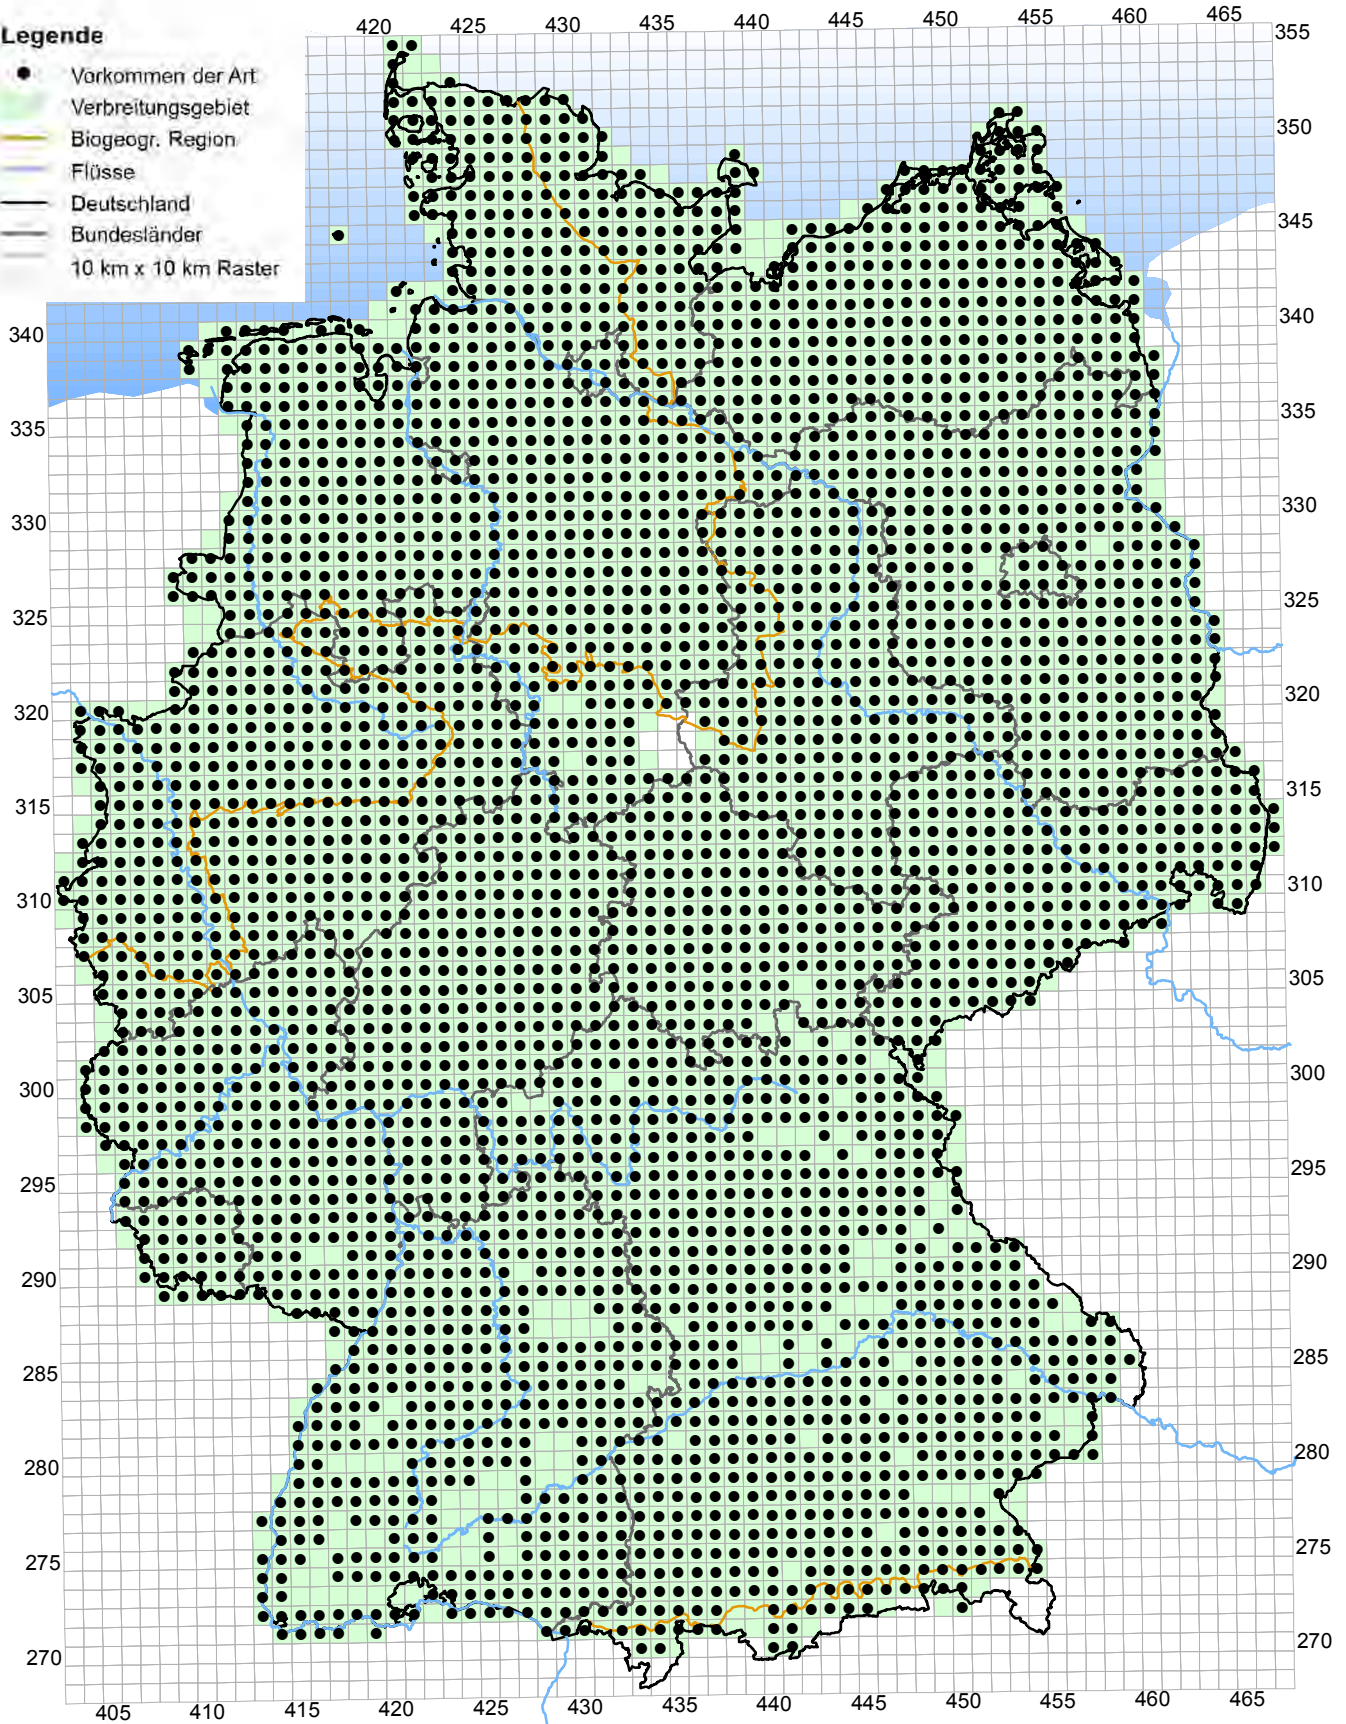 Legende
Vorkommen der Art
Verbreitungsgebiet
Biogeogr. Region
Flüsse
Deutschland
Bundesländer
10 km x 10 km Raster
420 425 430 435 440 445 450 455 460 465
355
350
345
340 340
335 335
330 330
325 325
320 320
315 315
310 310
305 305
300 300
295 295
290 290
285 285
280 280
275 275
270 270
405 410 415 420 425 430 435 440 445 450 455 460 465